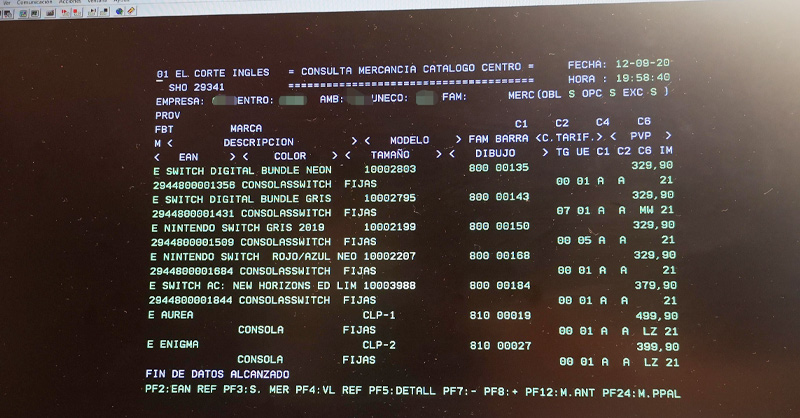 Ver Comunicación Acciones Ventana Ayuda
01 EL CORTE INGLES = CONSULTA MERCANCIA CATALOGO CENTRO = FECHA: 12-09-20
SHO 29341 =================================== HORA : 19:58:40
EMPRESA: ENTRO: AMB: UNECO: FAM: MERC(OBL S OPC S EXC S )
PROV
FBT MARCA C1 C2 C4 C6
M < DESCRIPCION > < MODELO > FAM BARRA <C.TARIF.> < PVP >
< EAN > < COLOR > < TAMAÑO > < DIBUJO > TG UE C1 C2 C6 IM
E SWITCH DIGITAL BUNDLE NEON 10002803 800 00135 329,90
2944800001356 CONSOLASSWITCH FIJAS 00 01 A A 21
E SWITCH DIGITAL BUNDLE GRIS 10002795 800 00143 329,90
2944800001431 CONSOLASSWITCH FIJAS 07 01 A A MW 21
E NINTENDO SWITCH GRIS 2019 10002199 800 00150 329,90
2944800001509 CONSOLASSWITCH FIJAS 00 05 A A 21
E NINTENDO SWITCH ROJO/AZUL NEO 10002207 800 00168 329,90
2944800001684 CONSOLASSWITCH FIJAS 00 01 A A 21
E SWITCH AC: NEW HORIZONS ED LIM 10003988 800 00184 379,90
2944800001844 CONSOLASSWITCH FIJAS 00 01 A A 21
E AUREA CLP-1 810 00019 499,90
CONSOLA FIJAS 00 01 A A LZ 21
E ENIGMA CLP-2 810 00027 399,90
CONSOLA FIJAS 00 01 A A LZ 21
FIN DE DATOS ALCANZADO
PF2:EAN REF PF3:S. MER PF4:VL REF PF5:DETALL PF7:- PF8:+ PF12:M.ANT PF24:M.PPAL